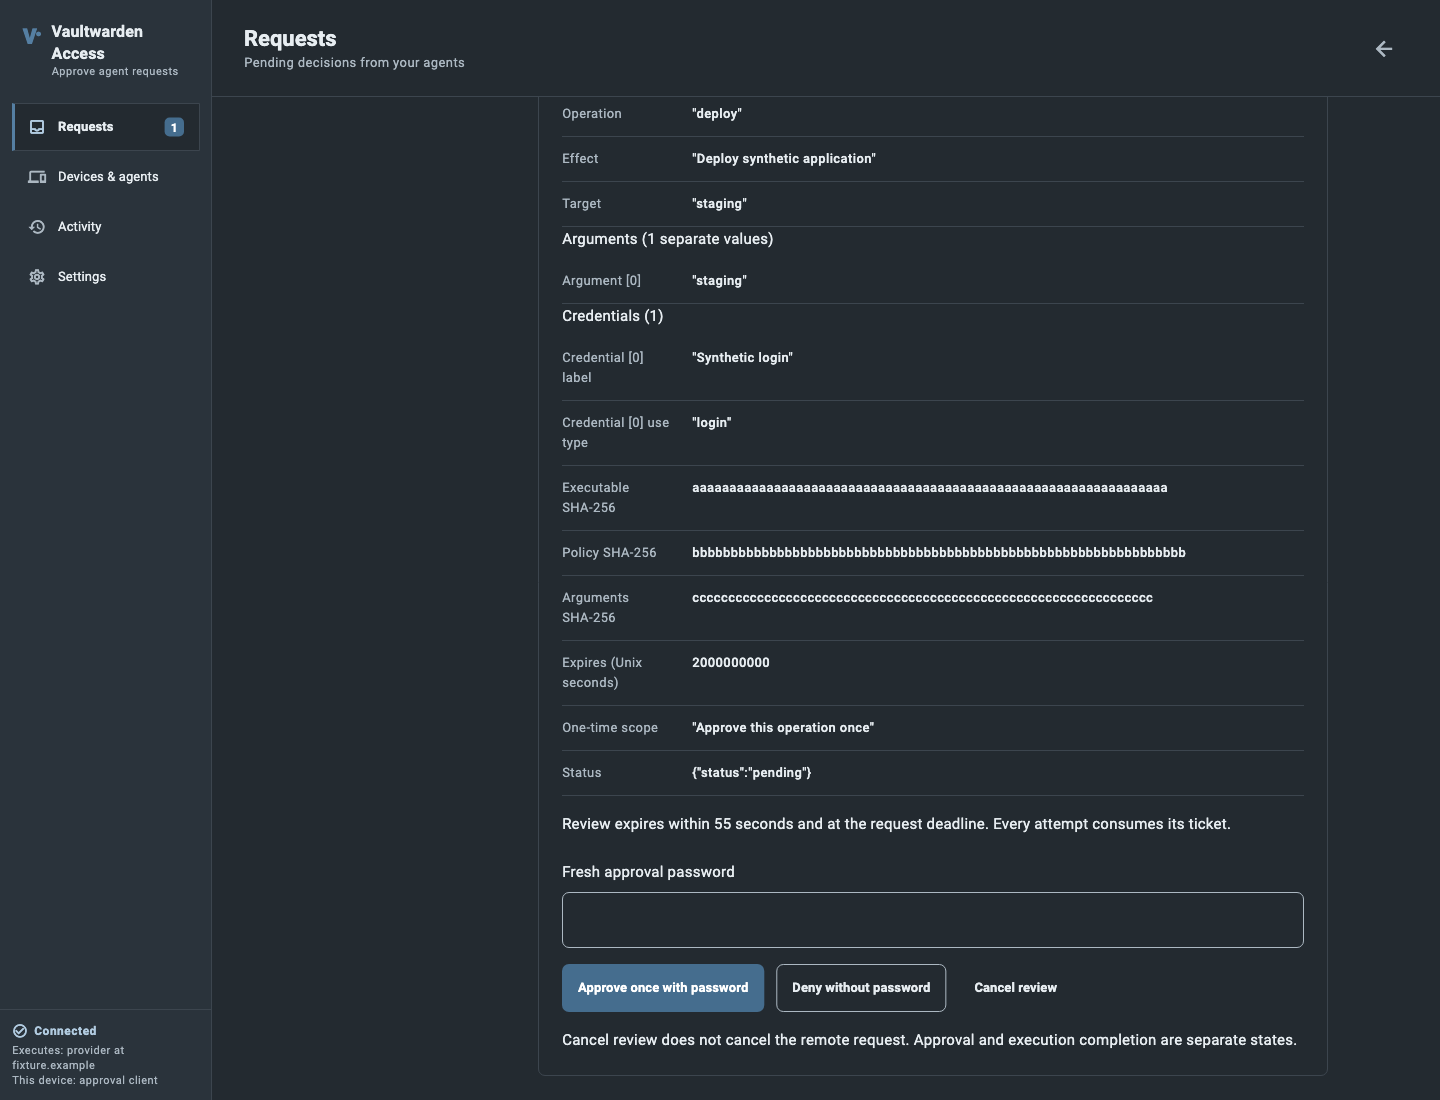 Vaultwarden
Access
Approve agent requests
Requests
1
Devices & agents
Activity
Settings
Connected
Executes: provider at
fixture.example
This device: approval client
Requests
Pending decisions from your agents
Operation "deploy"
Effect "Deploy synthetic application"
Target "staging"
Arguments (1 separate values)
Argument [0] "staging"
Credentials (1)
Credential [0] "Synthetic login"
label
Credential [0] use "login"
type
Executable aaaaaaaaaaaaaaaaaaaaaaaaaaaaaaaaaaaaaaaaaaaaaaaaaaaaaaaaaaaaaaaa
SHA-256
Policy SHA-256 bbbbbbbbbbbbbbbbbbbbbbbbbbbbbbbbbbbbbbbbbbbbbbbbbbbbbbbbbbbbbbbb
Arguments cccccccccccccccccccccccccccccccccccccccccccccccccccccccccccccccc
SHA-256
Expires (Unix 2000000000
seconds)
One-time scope "Approve this operation once"
Status {"status":"pending"}
Review expires within 55 seconds and at the request deadline. Every attempt consumes its ticket.
Fresh approval password
Approve once with password
Deny without password
Cancel review
Cancel review does not cancel the remote request. Approval and execution completion are separate states.